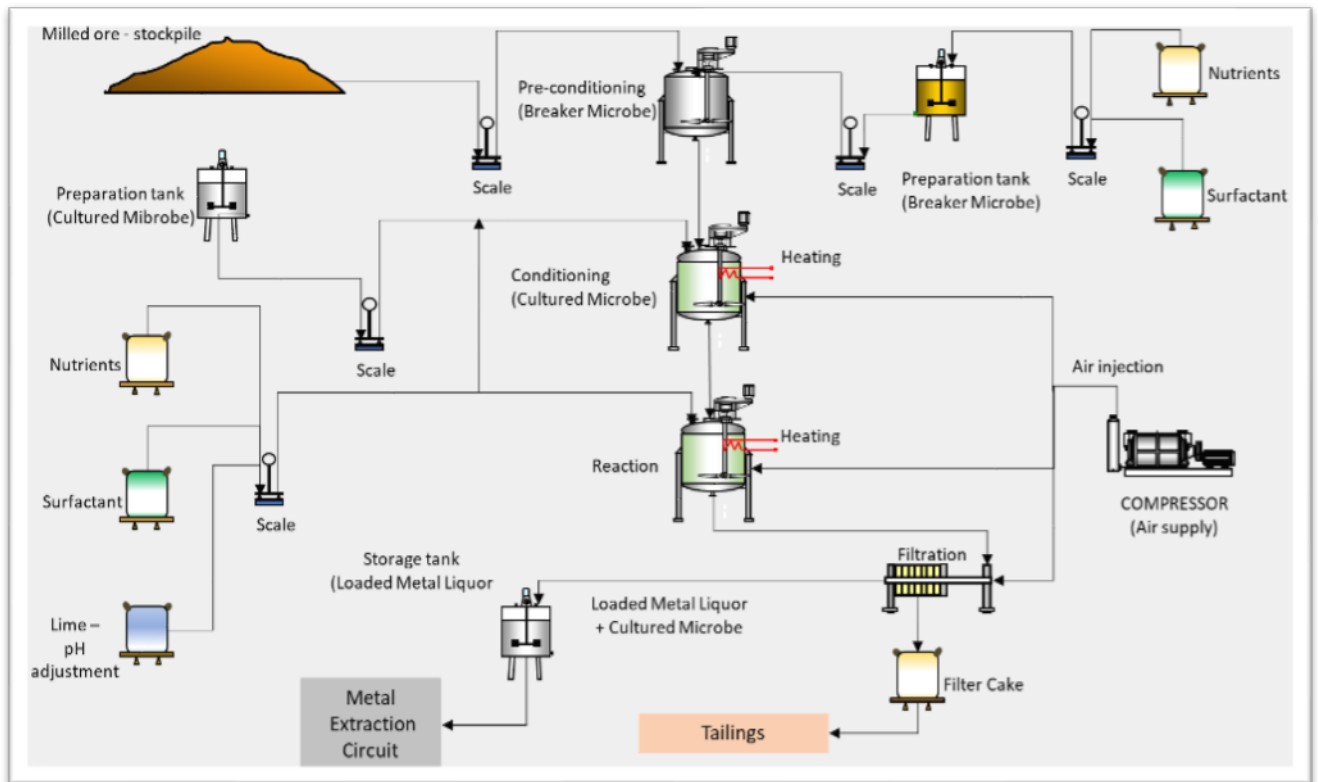 Milled ore - stockpile
Pre-conditioning
(Breaker Microbe)
Nutrients
Scale
Scale
Preparation tank
(Breaker Microbe)
Scale
Surfactant
Preparation tank
(Cultured Mibrobe)
Conditioning
(Cultured Microbe)
Heating
Scale
Nutrients
Air injection
Reaction
Heating
Surfactant
Scale
COMPRESSOR
(Air supply)
Storage tank
(Loaded Metal Liquor
Filtration
Loaded Metal Liquor
+ Cultured Microbe
Lime –
pH
adjustment
Filter Cake
Metal
Extraction
Circuit
Tailings